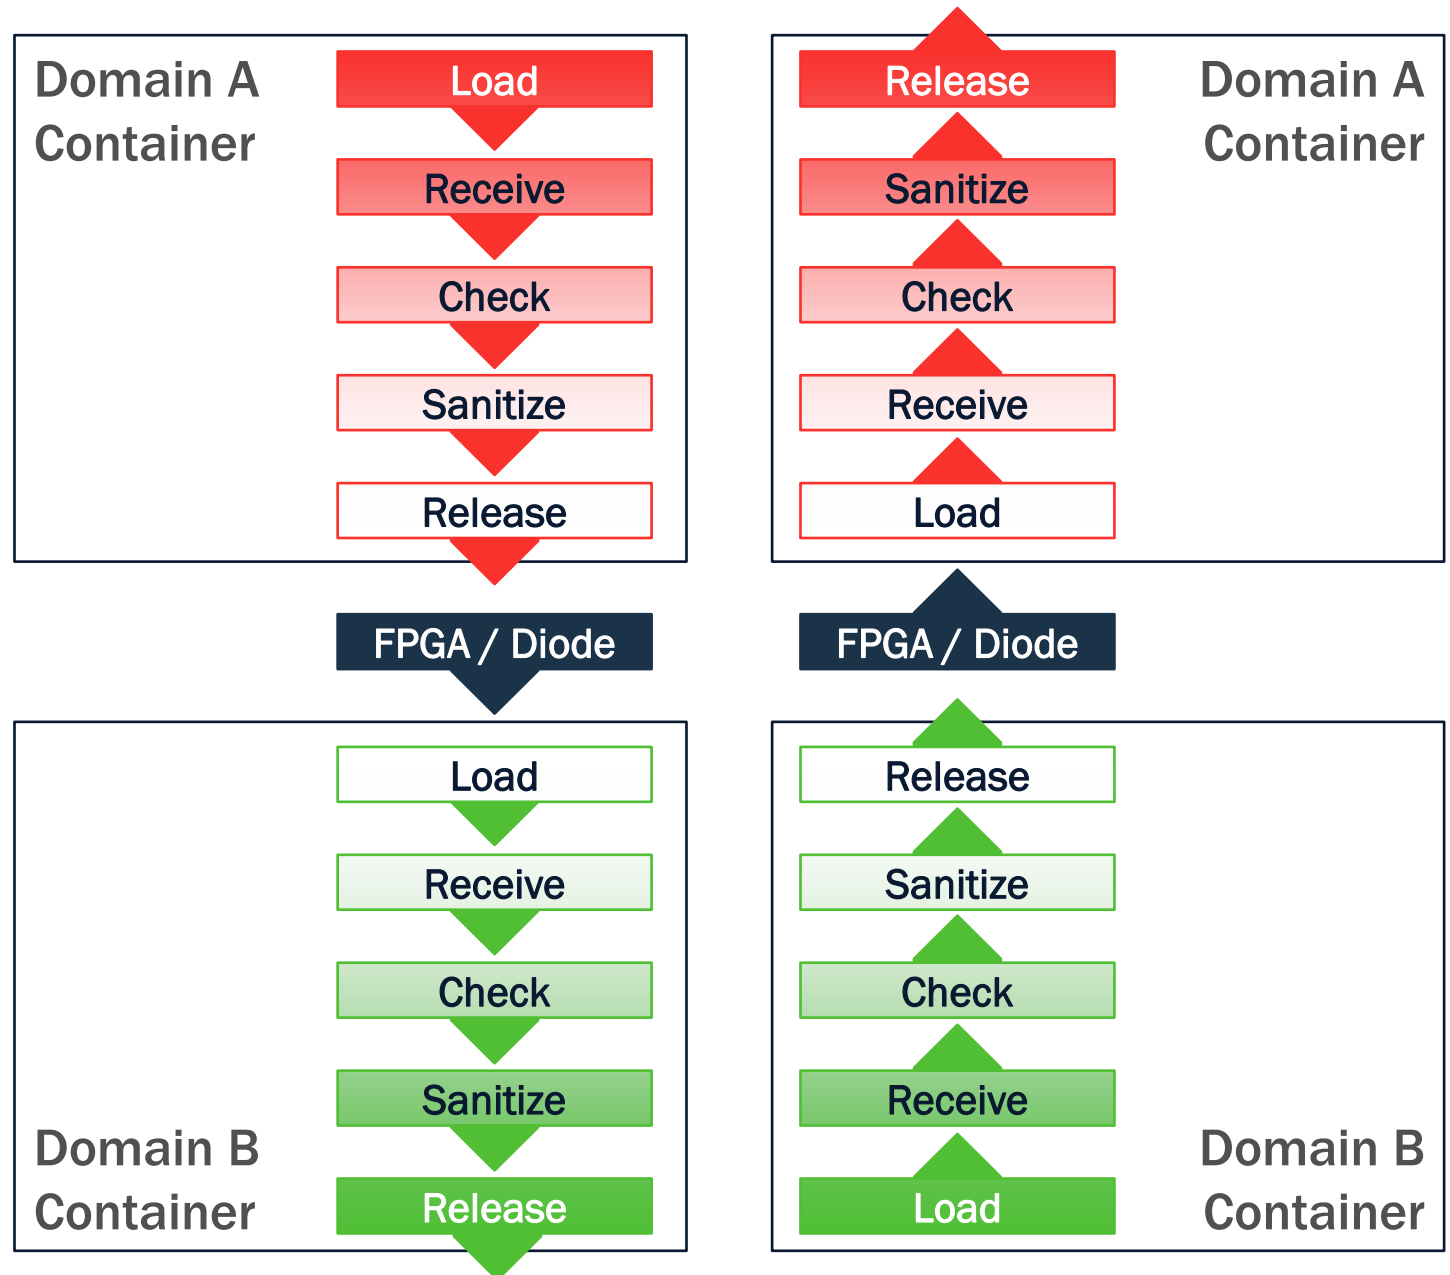 Domain A
Container
Load
Receive
Check
Sanitize
Release
FPGA / Diode
Load
Receive
Check
Sanitize
Release
Domain B
Container
Release
Sanitize
Check
Receive
Load
Domain A
Container
FPGA / Diode
Release
Sanitize
Check
Receive
Load
Domain B
Container